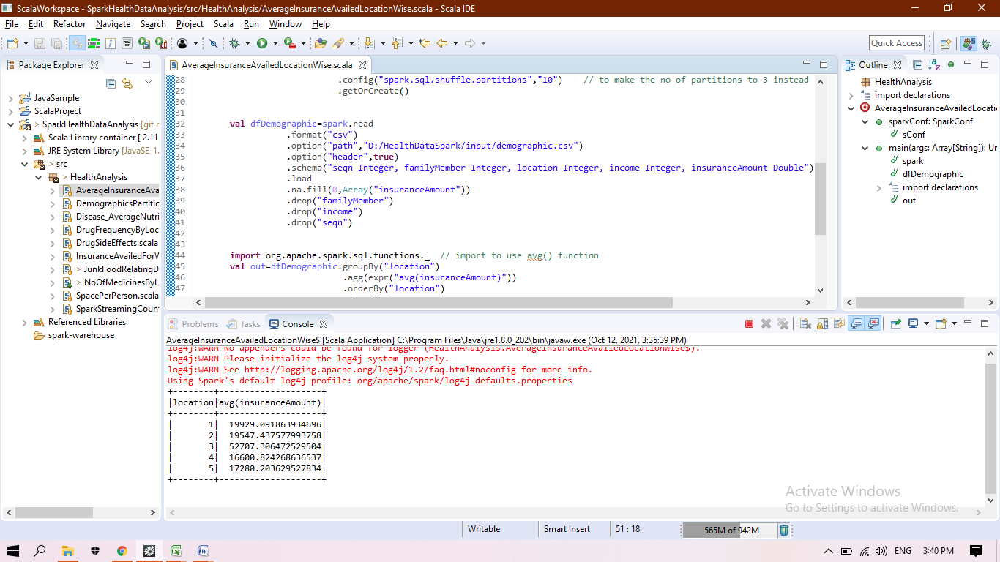 ScalaWorkspace - SparkHealthDataAnalysis/src/HealthAnalysis/AverageInsuranceAvailedLocationWise.scala - Scala IDE
File Edit Refactor Navigate Search Project Scala Run Window Help
Quick Access
Package Explorer
JavaSample
ScalaProject
> SparkHealthDataAnalysis [git r
Scala Library container [ 2.11
JRE System Library [JavaSE-1.
> src
> HealthAnalysis
AverageInsuranceAva
DemographicsPartitic
Disease_AverageNutri
DrugFrequencyByLoc
DrugSideEffects.scala
InsuranceAvailedForV
> JunkFoodRelatingD
> NoOfMedicinesByL
SpacePerPerson.scala
SparkStreamingCoun
Referenced Libraries
spark-warehouse
AverageInsuranceAvailedLocationWise.scala
28 .config("spark.sql.shuffle.partitions","10") // to make the no of partitions to 3 instead
29 .getOrCreate()
30
31
32 val dfDemographic=spark.read
33 .format("csv")
34 .option("path","D:/HealthDataSpark/input/demographic.csv")
35 .option("header",true)
36 .schema("seqn Integer, familyMember Integer, location Integer, income Integer, insuranceAmount Double")
37 .load
38 .na.fill(0,Array("insuranceAmount"))
39 .drop("familyMember")
40 .drop("income")
41 .drop("seqn")
42
43
44 import org.apache.spark.sql.functions._ // import to use avg() function
45 val out=dfDemographic.groupBy("location")
46 .agg(expr("avg(insuranceAmount)"))
47 .orderBy("location")
Outline
HealthAnalysis
import declarations
AverageInsuranceAvailedLocati
sparkConf: SparkConf
sConf
main(args: Array[String]): Ur
spark
dfDemographic
import declarations
out
Problems Tasks Console
AverageInsuranceAvailedLocationWise$ [Scala Application] C:\Program Files\Java\jre1.8.0_202\bin\javaw.exe (Oct 12, 2021, 3:35:39 PM)
log4j:WARN No appenders could be found for logger (HealthAnalysis.AverageInsuranceAvailedLocationWise$).
log4j:WARN Please initialize the log4j system properly.
log4j:WARN See http://logging.apache.org/log4j/1.2/faq.html#noconfig for more info.
Using Spark's default log4j profile: org/apache/spark/log4j-defaults.properties
+--------+--------------------+
|location|avg(insuranceAmount)|
+--------+--------------------+
| 1| 19929.091863934696|
| 2| 19547.437577993758|
| 3| 52707.306472529504|
| 4| 16600.824268636537|
| 5| 17280.203629527834|
+--------+--------------------+
Activate Windows
Go to Settings to activate Windows.
Writable Smart Insert 51 : 18 565M of 942M
ENG 3:40 PM